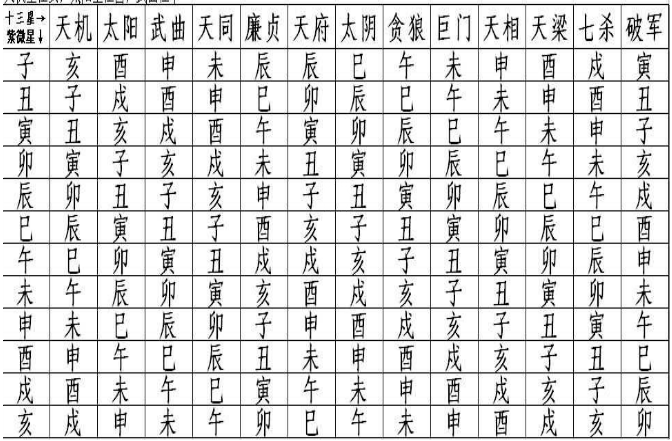 十三星→ 紫微星↓ 天机 太阳 武曲 天同 廉贞 天府 太阴 贪狼 巨门 天相 天梁 七杀 破军
子 亥 酉 申 未 辰 辰 巳 午 未 申 酉 戌 寅
丑 子 戌 酉 申 巳 卯 辰 巳 午 未 申 酉 丑
寅 丑 亥 戌 酉 午 寅 卯 辰 巳 午 未 申 子
卯 寅 子 亥 戌 未 丑 寅 卯 辰 巳 午 未 亥
辰 卯 丑 子 亥 申 子 丑 寅 卯 辰 巳 午 戌
巳 辰 寅 丑 子 酉 亥 子 丑 寅 卯 辰 巳 酉
午 巳 卯 寅 丑 戌 戌 亥 子 丑 寅 卯 辰 申
未 午 辰 卯 寅 亥 酉 戌 亥 子 丑 寅 卯 未
申 未 巳 辰 卯 子 申 酉 戌 亥 子 丑 寅 午
酉 申 午 巳 辰 丑 未 申 酉 戌 亥 子 丑 巳
戌 酉 未 午 巳 寅 午 未 申 酉 戌 亥 子 辰
亥 戌 申 未 午 卯 巳 午 未 申 酉 戌 亥 卯